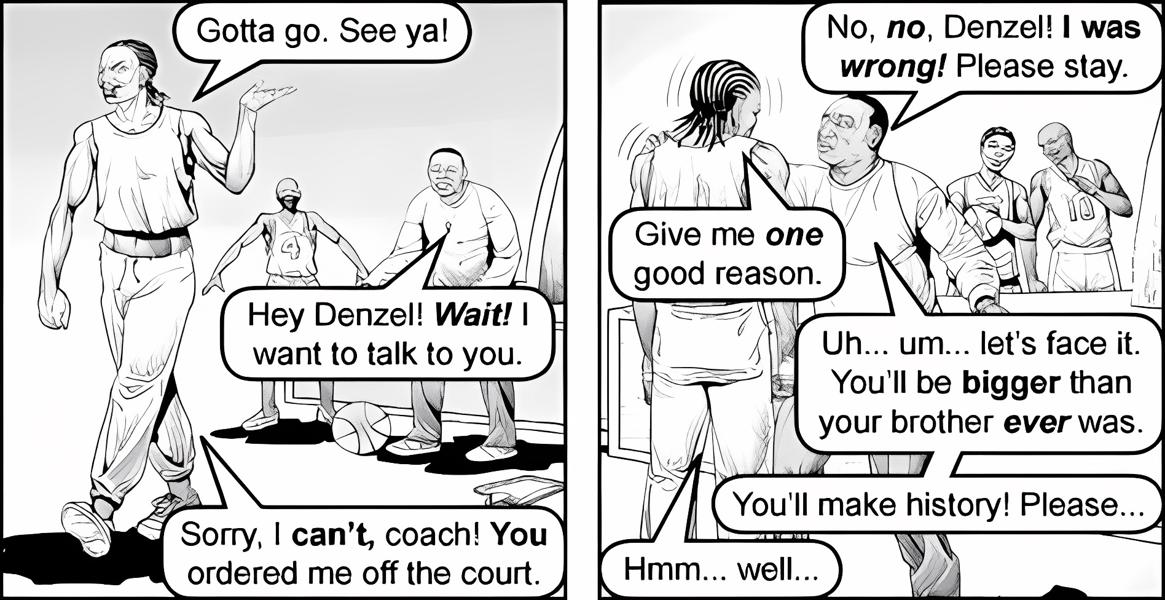 Gotta go. See ya!
Hey Denzel! Wait! I
want to talk to you.
4
Sorry, I can't, coach! You
ordered me off the court.
No, no, Denzel! I was
wrong! Please stay.
10
Give me one
good reason.
Uh... um... let's face it.
You'll be bigger than
your brother ever was.
You'll make history! Please...
Hmm... well...